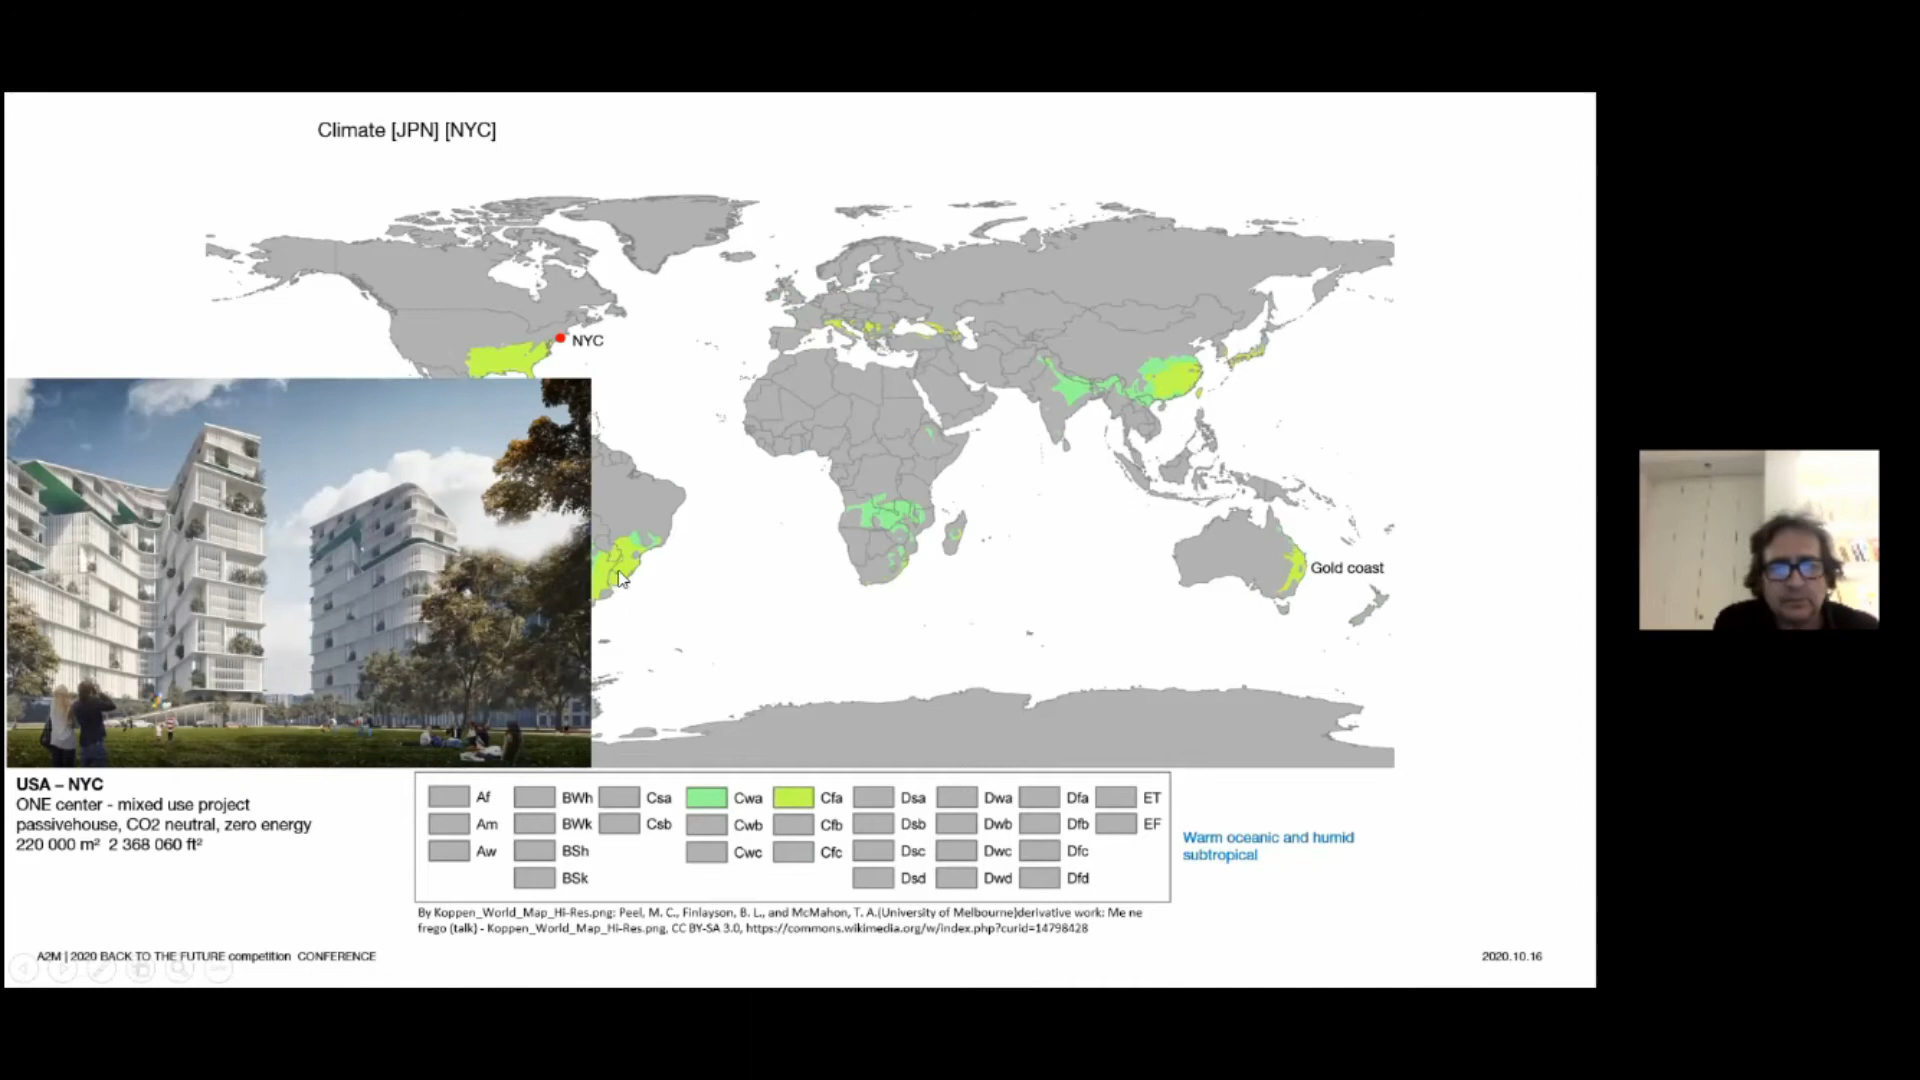 Climate [JPN] [NYC]
NYC
Gold coast
USA – NYC
ONE center - mixed use project
passivehouse, CO2 neutral, zero energy
220 000 m² 2 368 060 ft²
Af BWh Csa Cwa Cfa Dsa Dwa Dfa ET
Am BWk Csb Cwb Cfb Dsb Dwb Dfb EF
Aw BSh Cwc Cfc Dsc Dwc Dfc
BSk Dsd Dwd Dfd
Warm oceanic and humid
subtropical
By Koppen_World_Map_Hi-Res.png: Peel, M. C., Finlayson, B. L., and McMahon, T. A.(University of Melbourne)derivative work: Me ne
frego (talk) - Koppen_World_Map_Hi-Res.png, CC BY-SA 3.0, https://commons.wikimedia.org/w/index.php?curid=14798428
A2M | 2020 BACK TO THE FUTURE competition CONFERENCE
2020.10.16